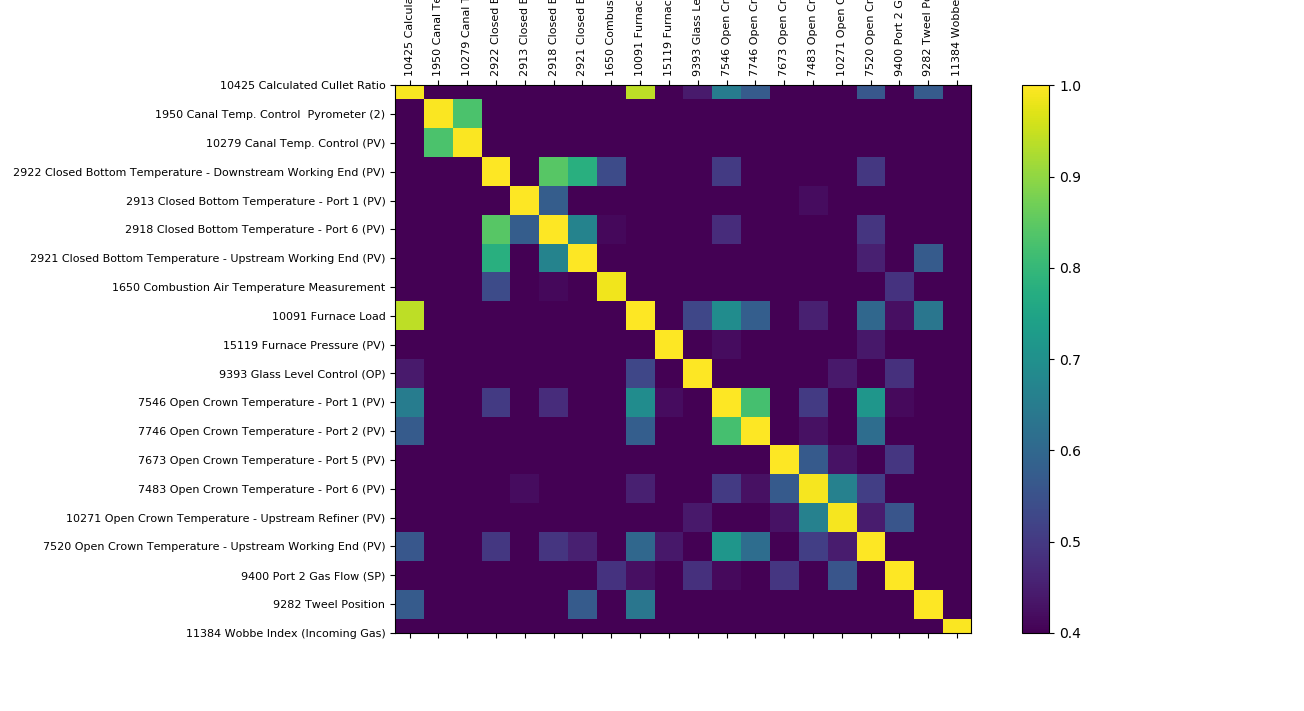 10425 Calcula
1950 Canal Te
10279 Canal T
2922 Closed B
2913 Closed B
2918 Closed B
2921 Closed B
1650 Combus
10091 Furnac
15119 Furnac
9393 Glass Le
7546 Open Cr
7746 Open Cr
7673 Open Cr
7483 Open Cr
10271 Open C
7520 Open Cr
9400 Port 2 G
9282 Tweel Po
11384 Wobbe
10425 Calculated Cullet Ratio
1950 Canal Temp. Control  Pyrometer (2)
10279 Canal Temp. Control (PV)
2922 Closed Bottom Temperature - Downstream Working End (PV)
2913 Closed Bottom Temperature - Port 1 (PV)
2918 Closed Bottom Temperature - Port 6 (PV)
2921 Closed Bottom Temperature - Upstream Working End (PV)
1650 Combustion Air Temperature Measurement
10091 Furnace Load
15119 Furnace Pressure (PV)
9393 Glass Level Control (OP)
7546 Open Crown Temperature - Port 1 (PV)
7746 Open Crown Temperature - Port 2 (PV)
7673 Open Crown Temperature - Port 5 (PV)
7483 Open Crown Temperature - Port 6 (PV)
10271 Open Crown Temperature - Upstream Refiner (PV)
7520 Open Crown Temperature - Upstream Working End (PV)
9400 Port 2 Gas Flow (SP)
9282 Tweel Position
11384 Wobbe Index (Incoming Gas)
1.0
0.9
0.8
0.7
0.6
0.5
0.4